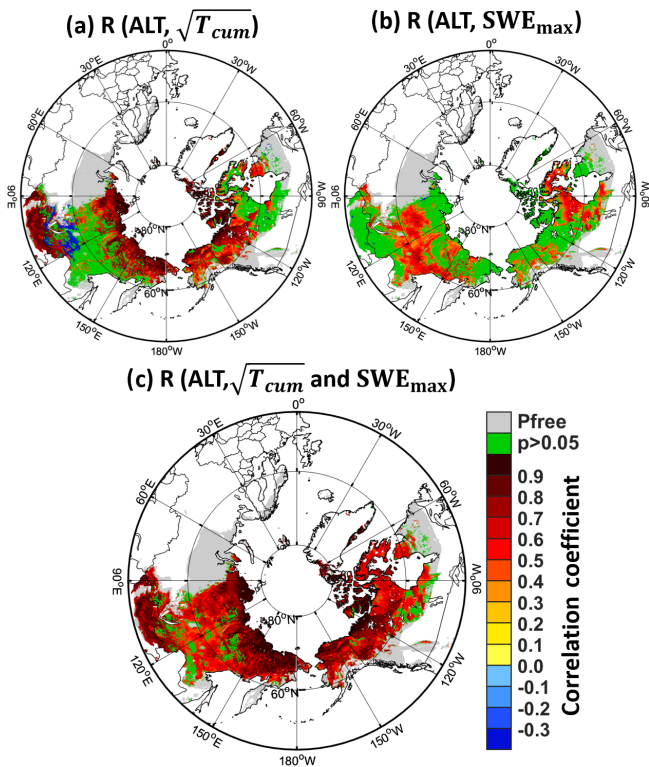 (a) R (ALT, √T_cum)
(b) R (ALT, SWE_max)
0°
30°W
60°W
90°W
120°W
150°W
180°W
150°E
120°E
90°E
60°E
30°E
80°N
60°N
0°
30°W
60°W
90°W
120°W
150°W
180°W
150°E
120°E
90°E
60°E
30°E
80°N
60°N
(c) R (ALT,√T_cum and SWE_max)
0°
30°W
60°W
90°W
120°W
150°W
180°W
150°E
120°E
90°E
60°E
30°E
80°N
60°N
Pfree
p>0.05
0.9
0.8
0.7
0.6
0.5
0.4
0.3
0.2
0.1
0.0
-0.1
-0.2
-0.3
Correlation coefficient